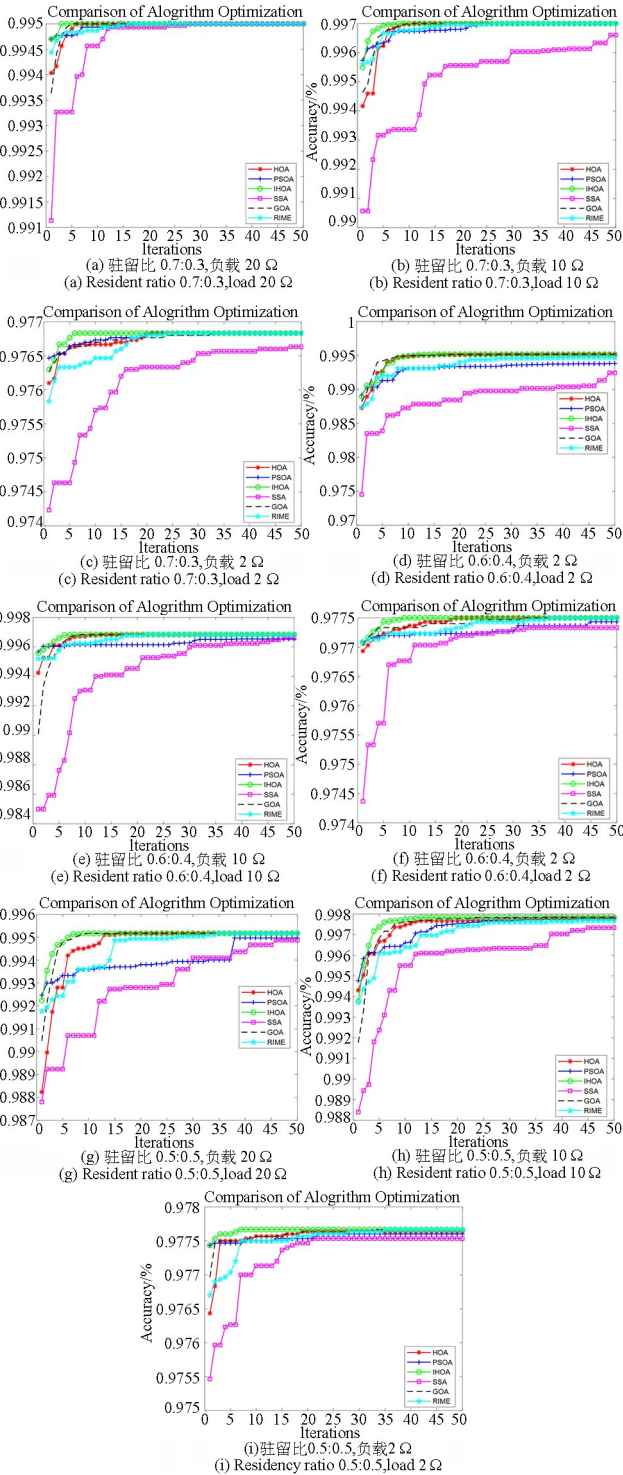 Comparison of Alogrithm Optimization
0.995
0.9945
0.994
0.9935
0.993
0.9925
0.992
0.9915
0.991
0 5 10 15 20 25 30 35 40 45 50
HOA
PSOA
IHOA
SSA
GOA
RIME
Iterations
(a) 驻留比 0.7:0.3,负载 20 Ω
(a) Resident ratio 0.7:0.3,load 20 Ω
Comparison of Alogrithm Optimization
Accuracy/%
0.997
0.996
0.995
0.994
0.993
0.992
0.991
0.99
0 5 10 15 20 25 30 35 40 45 50
HOA
PSOA
IHOA
SSA
GOA
RIME
Iterations
(b) 驻留比 0.7:0.3,负载 10 Ω
(b) Resident ratio 0.7:0.3,load 10 Ω
Comparison of Alogrithm Optimization
0.977
0.9765
0.976
0.9755
0.975
0.9745
0.974
0 5 10 15 20 25 30 35 40 45 50
HOA
PSOA
IHOA
SSA
GOA
RIME
Iterations
(c) 驻留比 0.7:0.3,负载 2 Ω
(c) Resident ratio 0.7:0.3,load 2 Ω
Comparison of Alogrithm Optimization
Accuracy/%
1
0.995
0.99
0.985
0.98
0.975
0.97
0 5 10 15 20 25 30 35 40 45 50
HOA
PSOA
IHOA
SSA
GOA
RIME
Iterations
(d) 驻留比 0.6:0.4,负载 2 Ω
(d) Resident ratio 0.6:0.4,load 2 Ω
Comparison of Alogrithm Optimization
0.998
0.996
0.994
0.992
0.99
0.988
0.986
0.984
0 5 10 15 20 25 30 35 40 45 50
HOA
PSOA
IHOA
SSA
GOA
RIME
Iterations
(e) 驻留比 0.6:0.4,负载 10 Ω
(e) Resident ratio 0.6:0.4,load 10 Ω
Comparison of Alogrithm Optimization
Accuracy/%
0.9775
0.977
0.9765
0.976
0.9755
0.975
0.9745
0.974
0 5 10 15 20 25 30 35 40 45 50
HOA
PSOA
IHOA
SSA
GOA
RIME
Iterations
(f) 驻留比 0.6:0.4,负载 2 Ω
(f) Resident ratio 0.6:0.4,load 2 Ω
Comparison of Alogrithm Optimization
0.996
0.995
0.994
0.993
0.992
0.991
0.99
0.989
0.988
0.987
0 5 10 15 20 25 30 35 40 45 50
HOA
PSOA
IHOA
SSA
GOA
RIME
Iterations
(g) 驻留比 0.5:0.5,负载 20 Ω
(g) Resident ratio 0.5:0.5,load 20 Ω
Comparison of Alogrithm Optimization
Accuracy/%
0.998
0.997
0.996
0.995
0.994
0.993
0.992
0.991
0.99
0.989
0.988
0 5 10 15 20 25 30 35 40 45 50
HOA
PSOA
IHOA
SSA
GOA
RIME
Iterations
(h) 驻留比 0.5:0.5,负载 10 Ω
(h) Resident ratio 0.5:0.5,load 10 Ω
Comparison of Alogrithm Optimization
Accuracy/%
0.978
0.9775
0.977
0.9765
0.976
0.9755
0.975
0 5 10 15 20 25 30 35 40 45 50
HOA
PSOA
IHOA
SSA
GOA
RIME
Iterations
(i)驻留比0.5:0.5,负载2 Ω
(i) Residency ratio 0.5:0.5,load 2 Ω